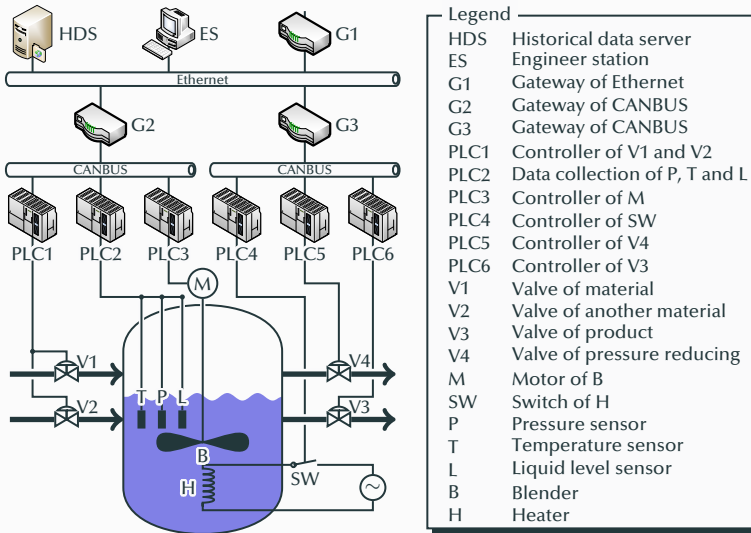 HDS
ES
G1
Ethernet
G2
G3
CANBUS
CANBUS
PLC1
PLC2
PLC3
PLC4
PLC5
PLC6
M
V1
V4
T
P
L
V2
V3
B
SW
H
Legend
HDS Historical data server
ES Engineer station
G1 Gateway of Ethernet
G2 Gateway of CANBUS
G3 Gateway of CANBUS
PLC1 Controller of V1 and V2
PLC2 Data collection of P, T and L
PLC3 Controller of M
PLC4 Controller of SW
PLC5 Controller of V4
PLC6 Controller of V3
V1 Valve of material
V2 Valve of another material
V3 Valve of product
V4 Valve of pressure reducing
M Motor of B
SW Switch of H
P Pressure sensor
T Temperature sensor
L Liquid level sensor
B Blender
H Heater